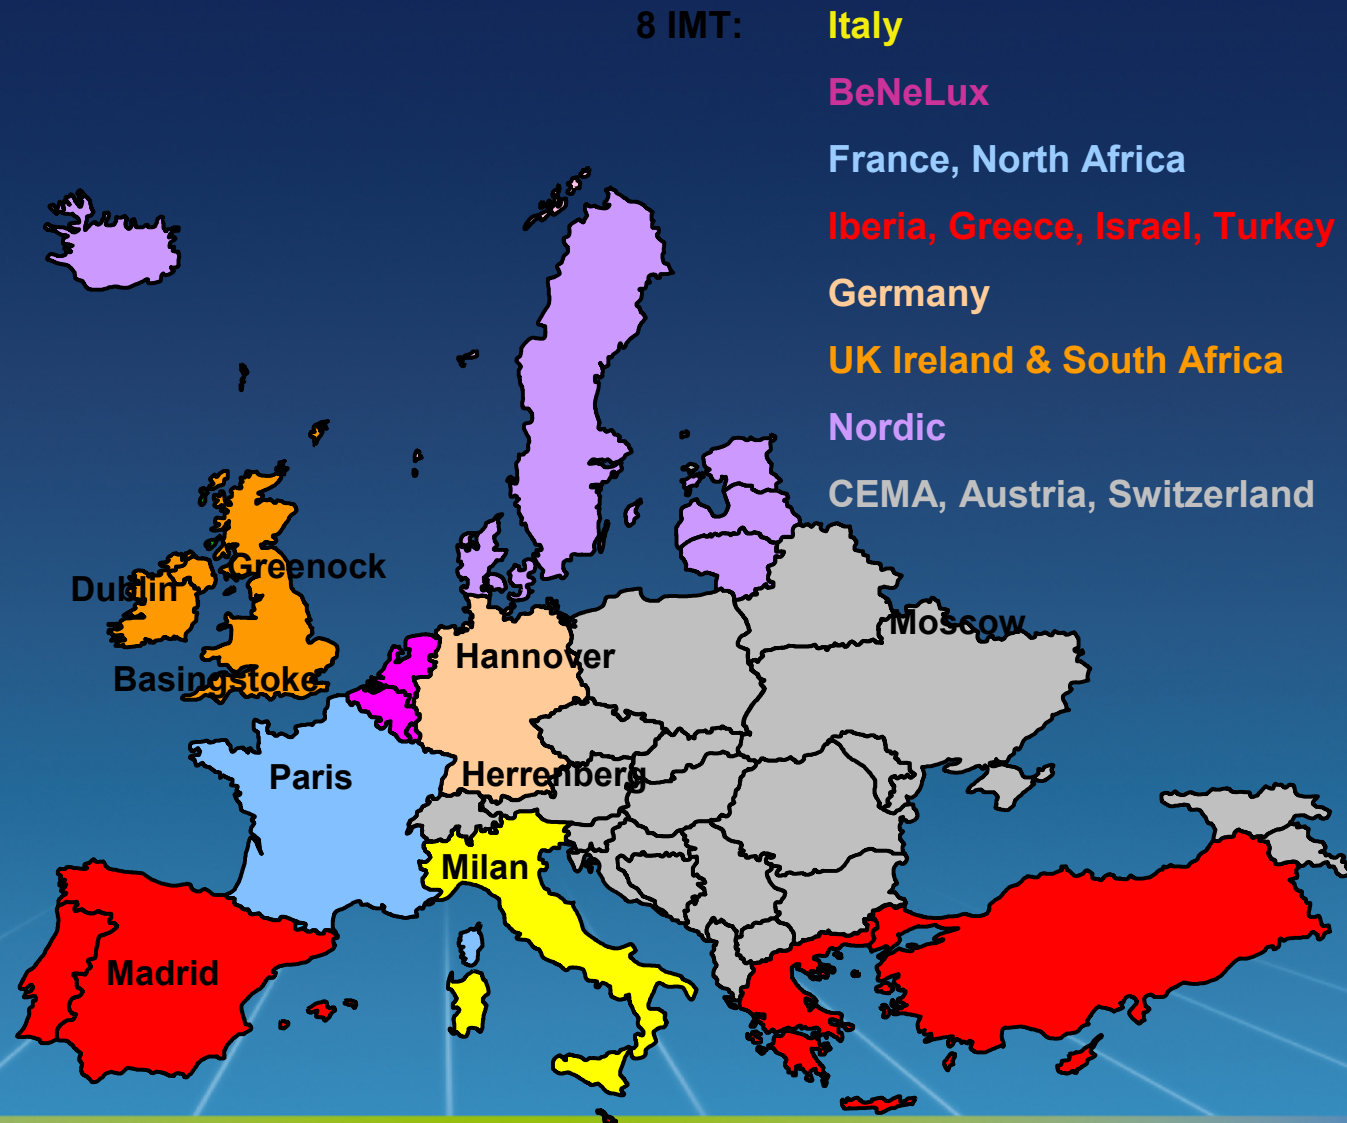 8 IMT: Italy
BeNeLux
France, North Africa
Iberia, Greece, Israel, Turkey
Germany
UK Ireland & South Africa
Nordic
CEMA, Austria, Switzerland
Greenock
Dublin
Moscow
Hannover
Basingstoke
Paris
Herrenberg
Milan
Madrid